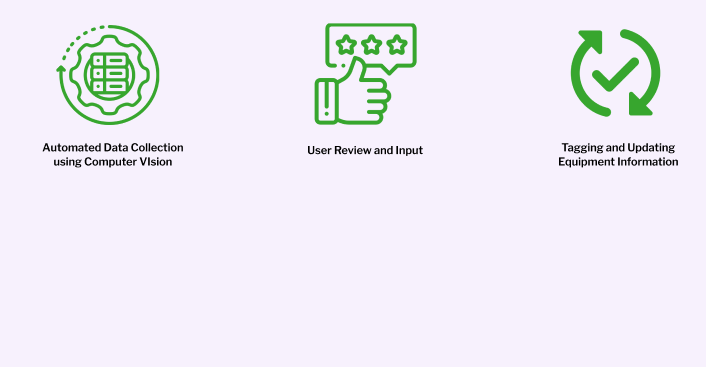 Automated Data Collection
using Computer VIsion
User Review and Input
Tagging and Updating
Equipment Information